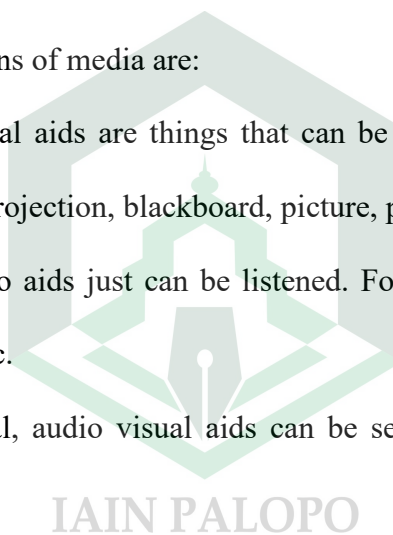 ns of media are:
al aids are things that can be
rojection, blackboard, picture, p
o aids just can be listened. Fo
c.
al, audio visual aids can be se
IAIN PALOPO